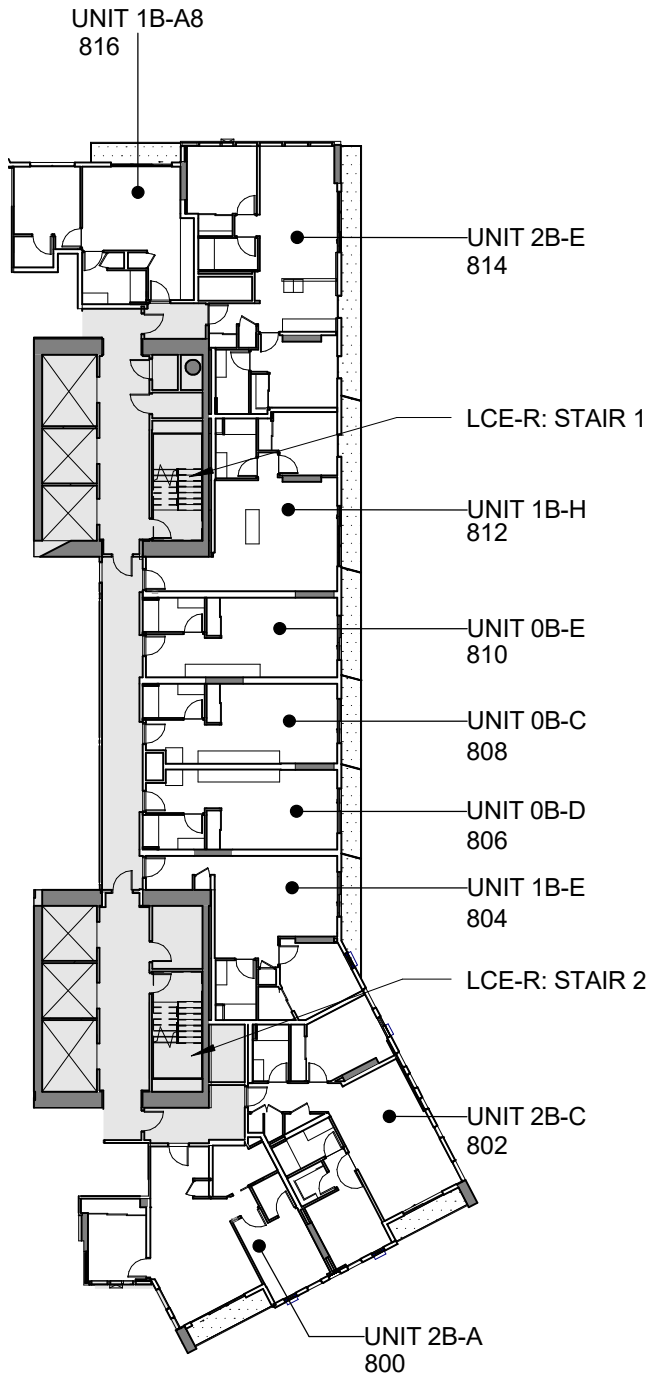 UNIT 1B-A8
816
UNIT 2B-E
814
LCE-R: STAIR 1
UNIT 1B-H
812
UNIT 0B-E
810
UNIT 0B-C
808
UNIT 0B-D
806
UNIT 1B-E
804
LCE-R: STAIR 2
UNIT 2B-C
802
UNIT 2B-A
800